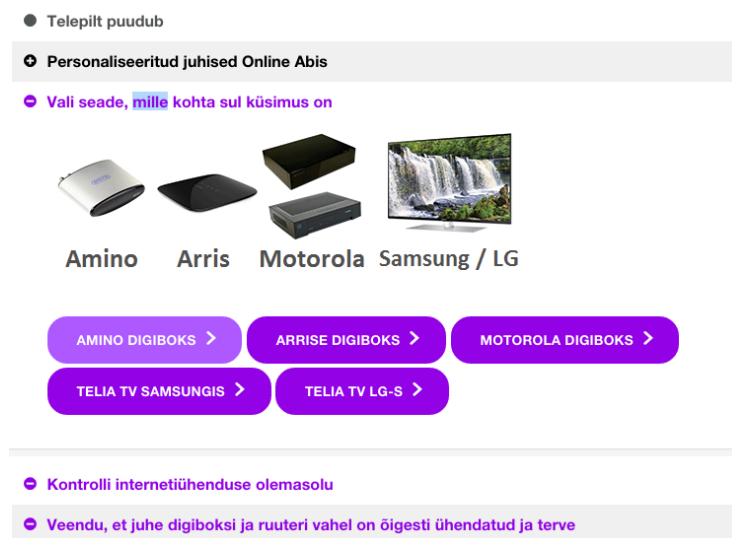 Telepilt puudub
Personaliseeritud juhised Online Abis
Vali seade, mille kohta sul küsimus on
Amino Arris Motorola Samsung / LG
AMINO DIGIBOKS ARRISE DIGIBOKS MOTOROLA DIGIBOKS
TELIA TV SAMSUNGIS TELIA TV LG-S
Kontrolli internetiühenduse olemasolu
Veendu, et juhe digiboksi ja ruuteri vahel on õigesti ühendatud ja terve